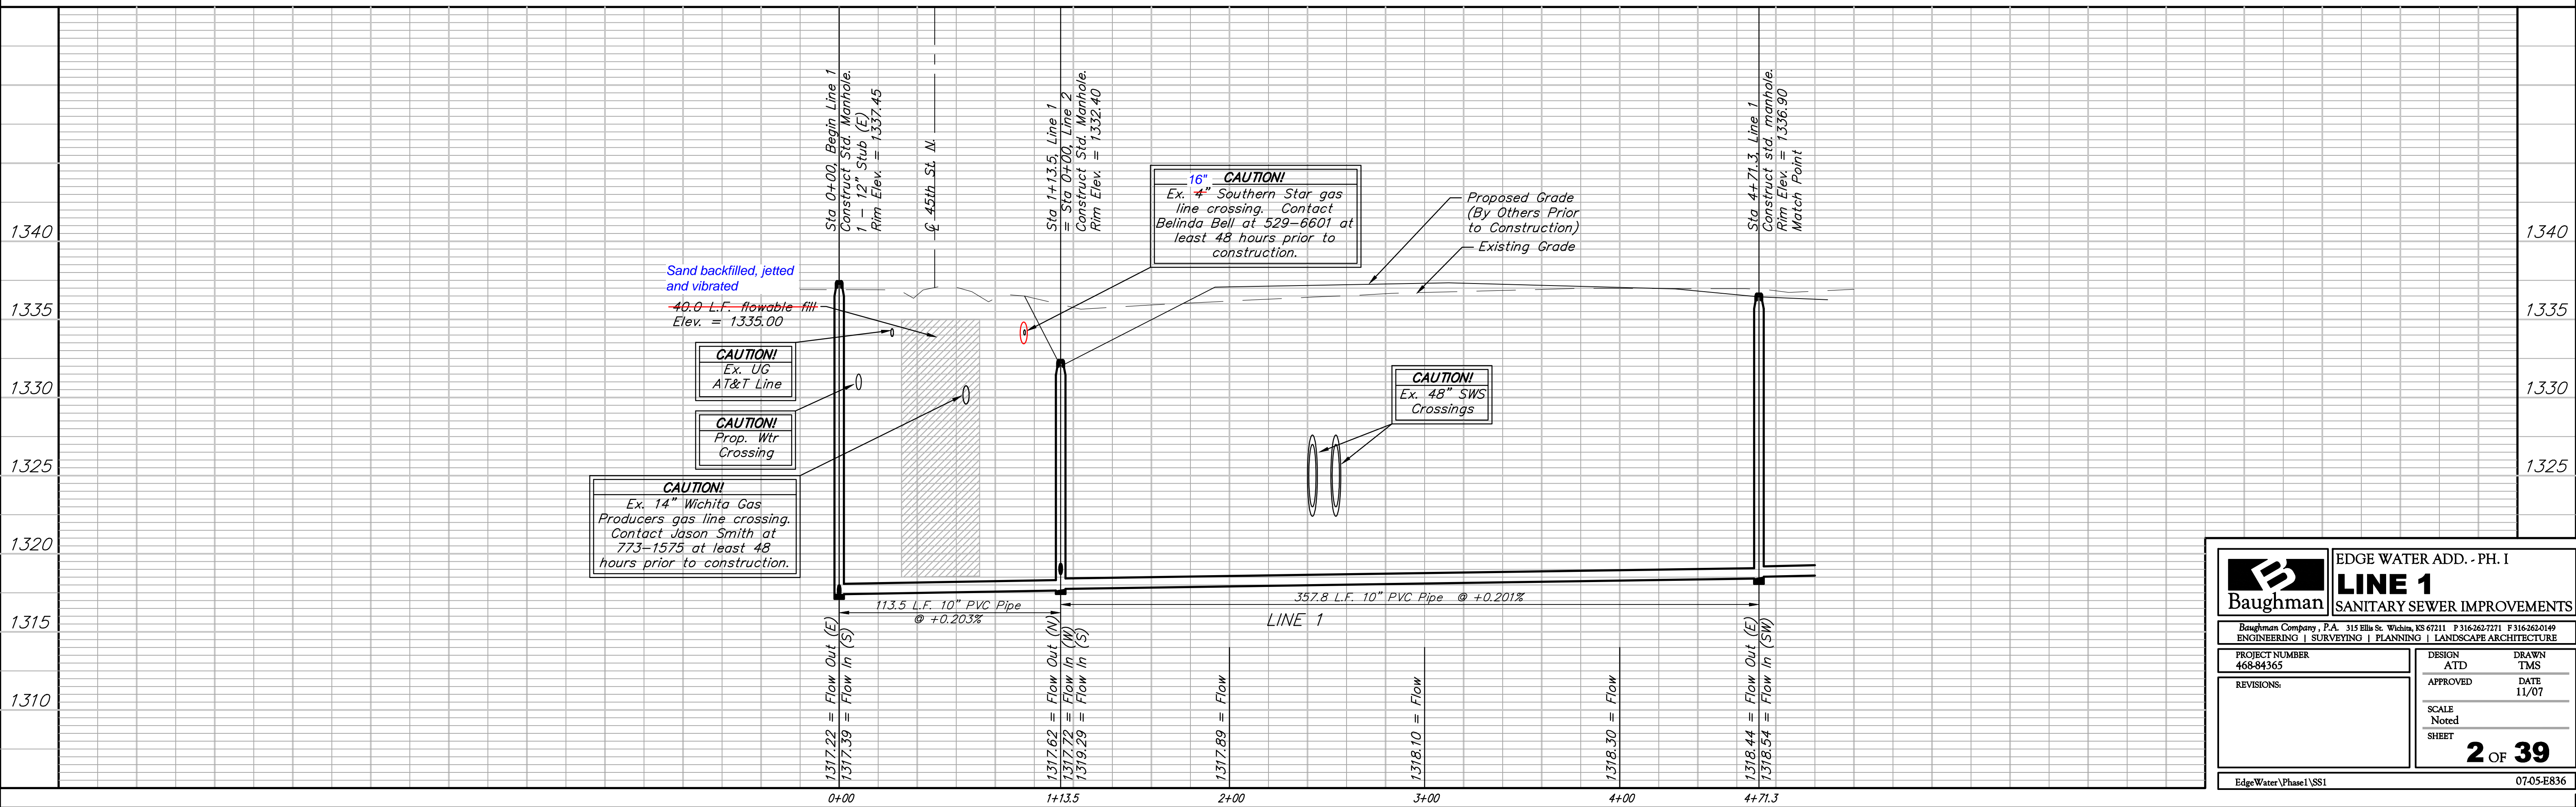 Sta 0+00, Begin Line 1
Construct Std. Manhole.
1 - 12" Stub (E)
Rim Elev. = 1337.45
℄ 45th St. N.
Sta 1+13.5, Line 1
= Sta 0+00, Line 2
Construct Std. Manhole.
Rim Elev. = 1332.40
Sta 4+71.3, Line 1
Construct std. manhole.
Rim Elev. = 1336.90
Match Point
16" CAUTION!
Ex. 4" Southern Star gas
line crossing. Contact
Belinda Bell at 529-6601 at
least 48 hours prior to
construction.
Proposed Grade
(By Others Prior
to Construction)
Existing Grade
1340
1335
1330
1325
1320
1315
1310
1340
1335
1330
1325
Sand backfilled, jetted
and vibrated
40.0 L.F. flowable fill
Elev. = 1335.00
CAUTION!
Ex. UG
AT&T Line
CAUTION!
Prop. Wtr
Crossing
CAUTION!
Ex. 14" Wichita Gas
Producers gas line crossing.
Contact Jason Smith at
773-1575 at least 48
hours prior to construction.
CAUTION!
Ex. 48" SWS
Crossings
113.5 L.F. 10" PVC Pipe
@ +0.203%
357.8 L.F. 10" PVC Pipe @ +0.201%
LINE 1
1317.22 = Flow Out (E)
1317.39 = Flow In (S)
1317.62 = Flow Out (N)
1317.72 = Flow In (W)
1319.29 = Flow In (S)
1317.89 = Flow
1318.10 = Flow
1318.30 = Flow
1318.44 = Flow Out (E)
1318.54 = Flow In (SW)
0+00
1+13.5
2+00
3+00
4+00
4+71.3
B
Baughman
EDGE WATER ADD. - PH. I
LINE 1
SANITARY SEWER IMPROVEMENTS
Baughman Company, P.A. 315 Ellis St. Wichita, KS 67211 P 316-262-7271 F 316-262-0149
ENGINEERING | SURVEYING | PLANNING | LANDSCAPE ARCHITECTURE
PROJECT NUMBER
468-84365
REVISIONS:
DESIGN
ATD
DRAWN
TMS
APPROVED
DATE
11/07
SCALE
Noted
SHEET
2 OF 39
EdgeWater\Phase1\SS1
07-05-E836